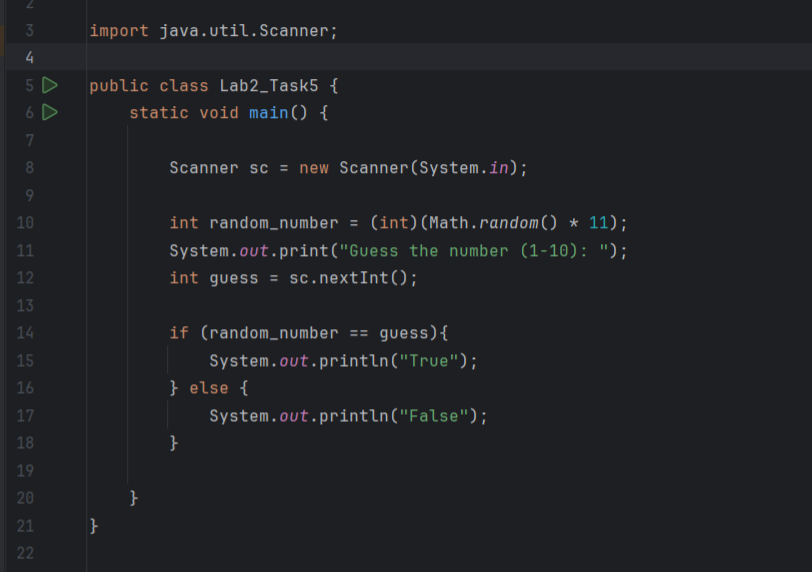 2
3 import java.util.Scanner;
4
5 public class Lab2_Task5 {
6 static void main() {
7
8 Scanner sc = new Scanner(System.in);
9
10 int random_number = (int)(Math.random() * 11);
11 System.out.print("Guess the number (1-10): ");
12 int guess = sc.nextInt();
13
14 if (random_number == guess){
15 System.out.println("True");
16 } else {
17 System.out.println("False");
18 }
19
20 }
21 }
22